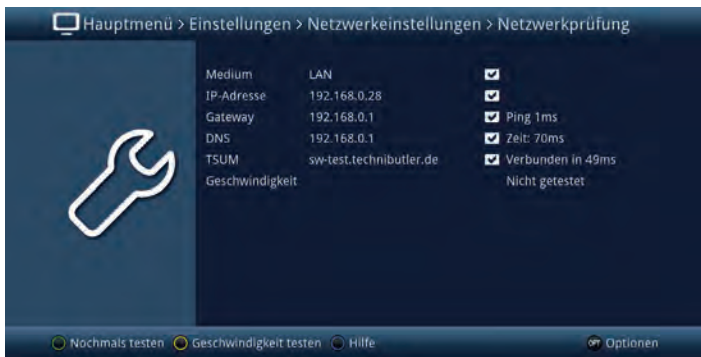 Hauptmenü > Einstellungen > Netzwerkeinstellungen > Netzwerkprüfung
Medium LAN
IP-Adresse 192.168.0.28
Gateway 192.168.0.1 Ping 1ms
DNS 192.168.0.1 Zeit: 70ms
TSUM sw-test.technibutler.de Verbunden in 49ms
Geschwindigkeit Nicht getestet
Nochmals testen Geschwindigkeit testen Hilfe OPT Optionen